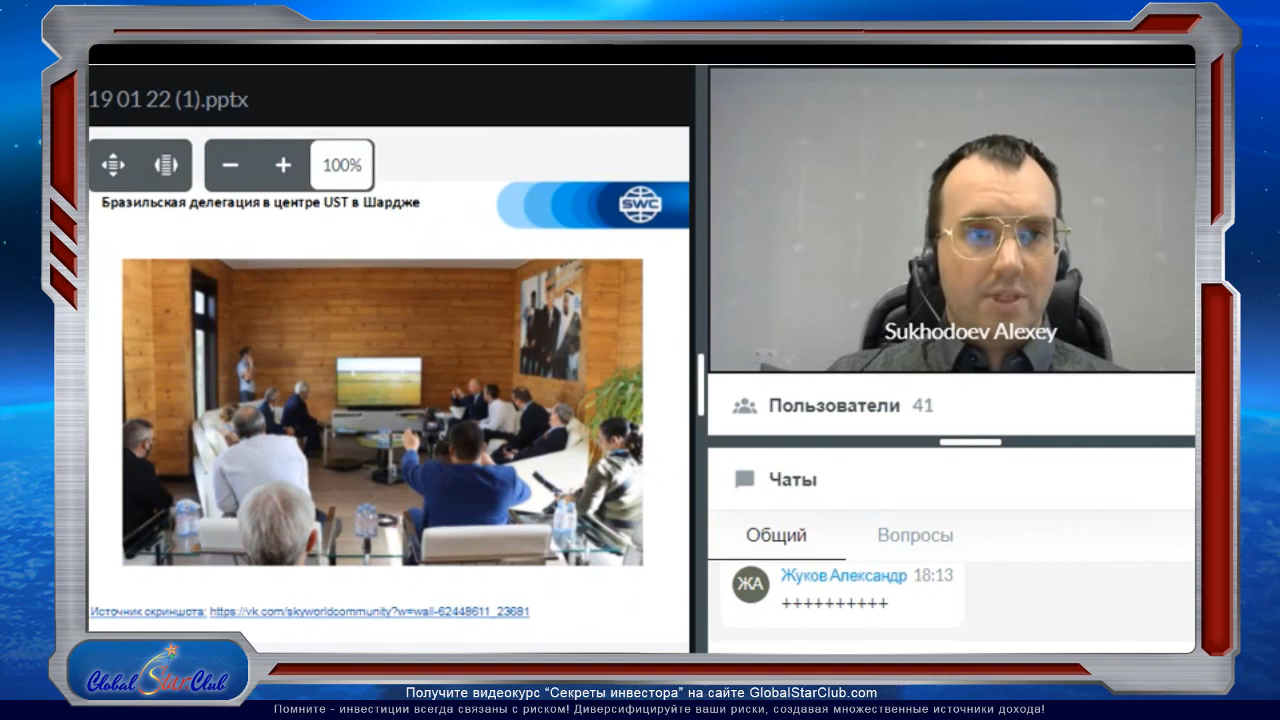 19 01 22 (1).pptx
100%
Бразильская делегация в центре UST в Шардже
SWC
Источник скриншота: https://vk.com/skyworldcommunity?w=wall-62448611_23681
Sukhodoev Alexey
Пользователи 41
Чаты
Общий Вопросы
ЖА
Жуков Александр 18:13
++++++++++
Global Star Club
Получите видеокурс “Секреты инвестора” на сайте GlobalStarClub.com
Помните - инвестиции всегда связаны с риском! Диверсифицируйте ваши риски, создавая множественные источники дохода!